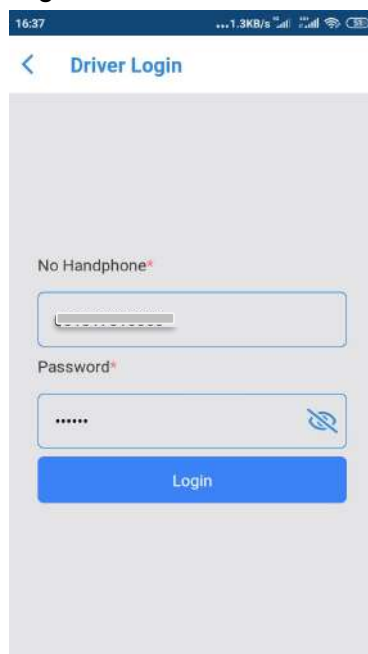 16:37 ...1.3KB/s
Driver Login
No Handphone*
Password*
••••••
Login